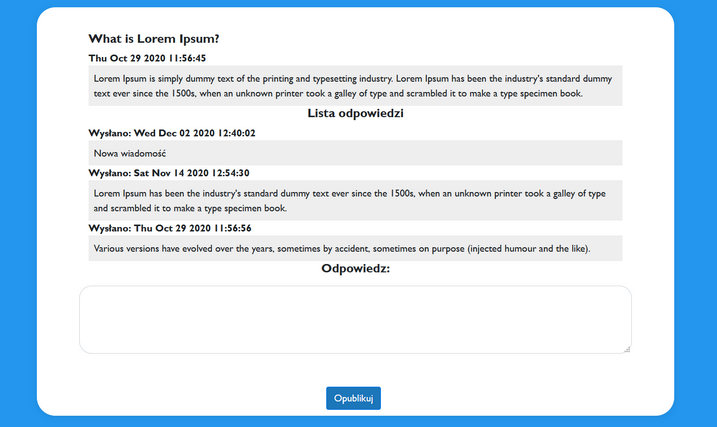 What is Lorem Ipsum?
Thu Oct 29 2020 11:56:45
Lorem Ipsum is simply dummy text of the printing and typesetting industry. Lorem Ipsum has been the industry's standard dummy
text ever since the 1500s, when an unknown printer took a galley of type and scrambled it to make a type specimen book.
Lista odpowiedzi
Wysłano: Wed Dec 02 2020 12:40:02
Nowa wiadomość
Wysłano: Sat Nov 14 2020 12:54:30
Lorem Ipsum has been the industry's standard dummy text ever since the 1500s, when an unknown printer took a galley of type
and scrambled it to make a type specimen book.
Wysłano: Thu Oct 29 2020 11:56:56
Various versions have evolved over the years, sometimes by accident, sometimes on purpose (injected humour and the like).
Odpowiedz:
Opublikuj